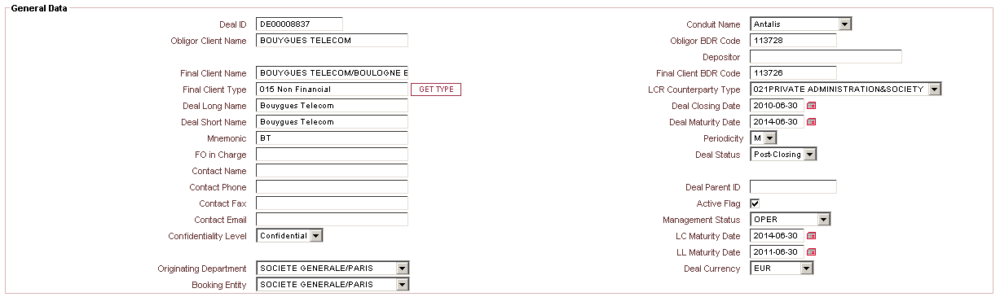 General Data
Deal ID DE00008837 Conduit Name Antalis
Obligor Client Name BOUYGUES TELECOM Obligor BDR Code 113728
Depositor
Final Client Name BOUYGUES TELECOM/BOULOGNE B Final Client BDR Code 113726
Final Client Type 015 Non Financial GET TYPE LCR Counterparty Type 021PRIVATE ADMINISTRATION&SOCIETY
Deal Long Name Bouygues Telecom Deal Closing Date 2010-06-30
Deal Short Name Bouygues Telecom Deal Maturity Date 2014-06-30
Mnemonic BT Periodicity M
FO in Charge Deal Status Post-Closing
Contact Name
Contact Phone Deal Parent ID
Contact Fax Active Flag
Contact Email Management Status OPER
Confidentiality Level Confidential LC Maturity Date 2014-06-30
LL Maturity Date 2011-06-30
Originating Department SOCIETE GENERALE/PARIS Deal Currency EUR
Booking Entity SOCIETE GENERALE/PARIS